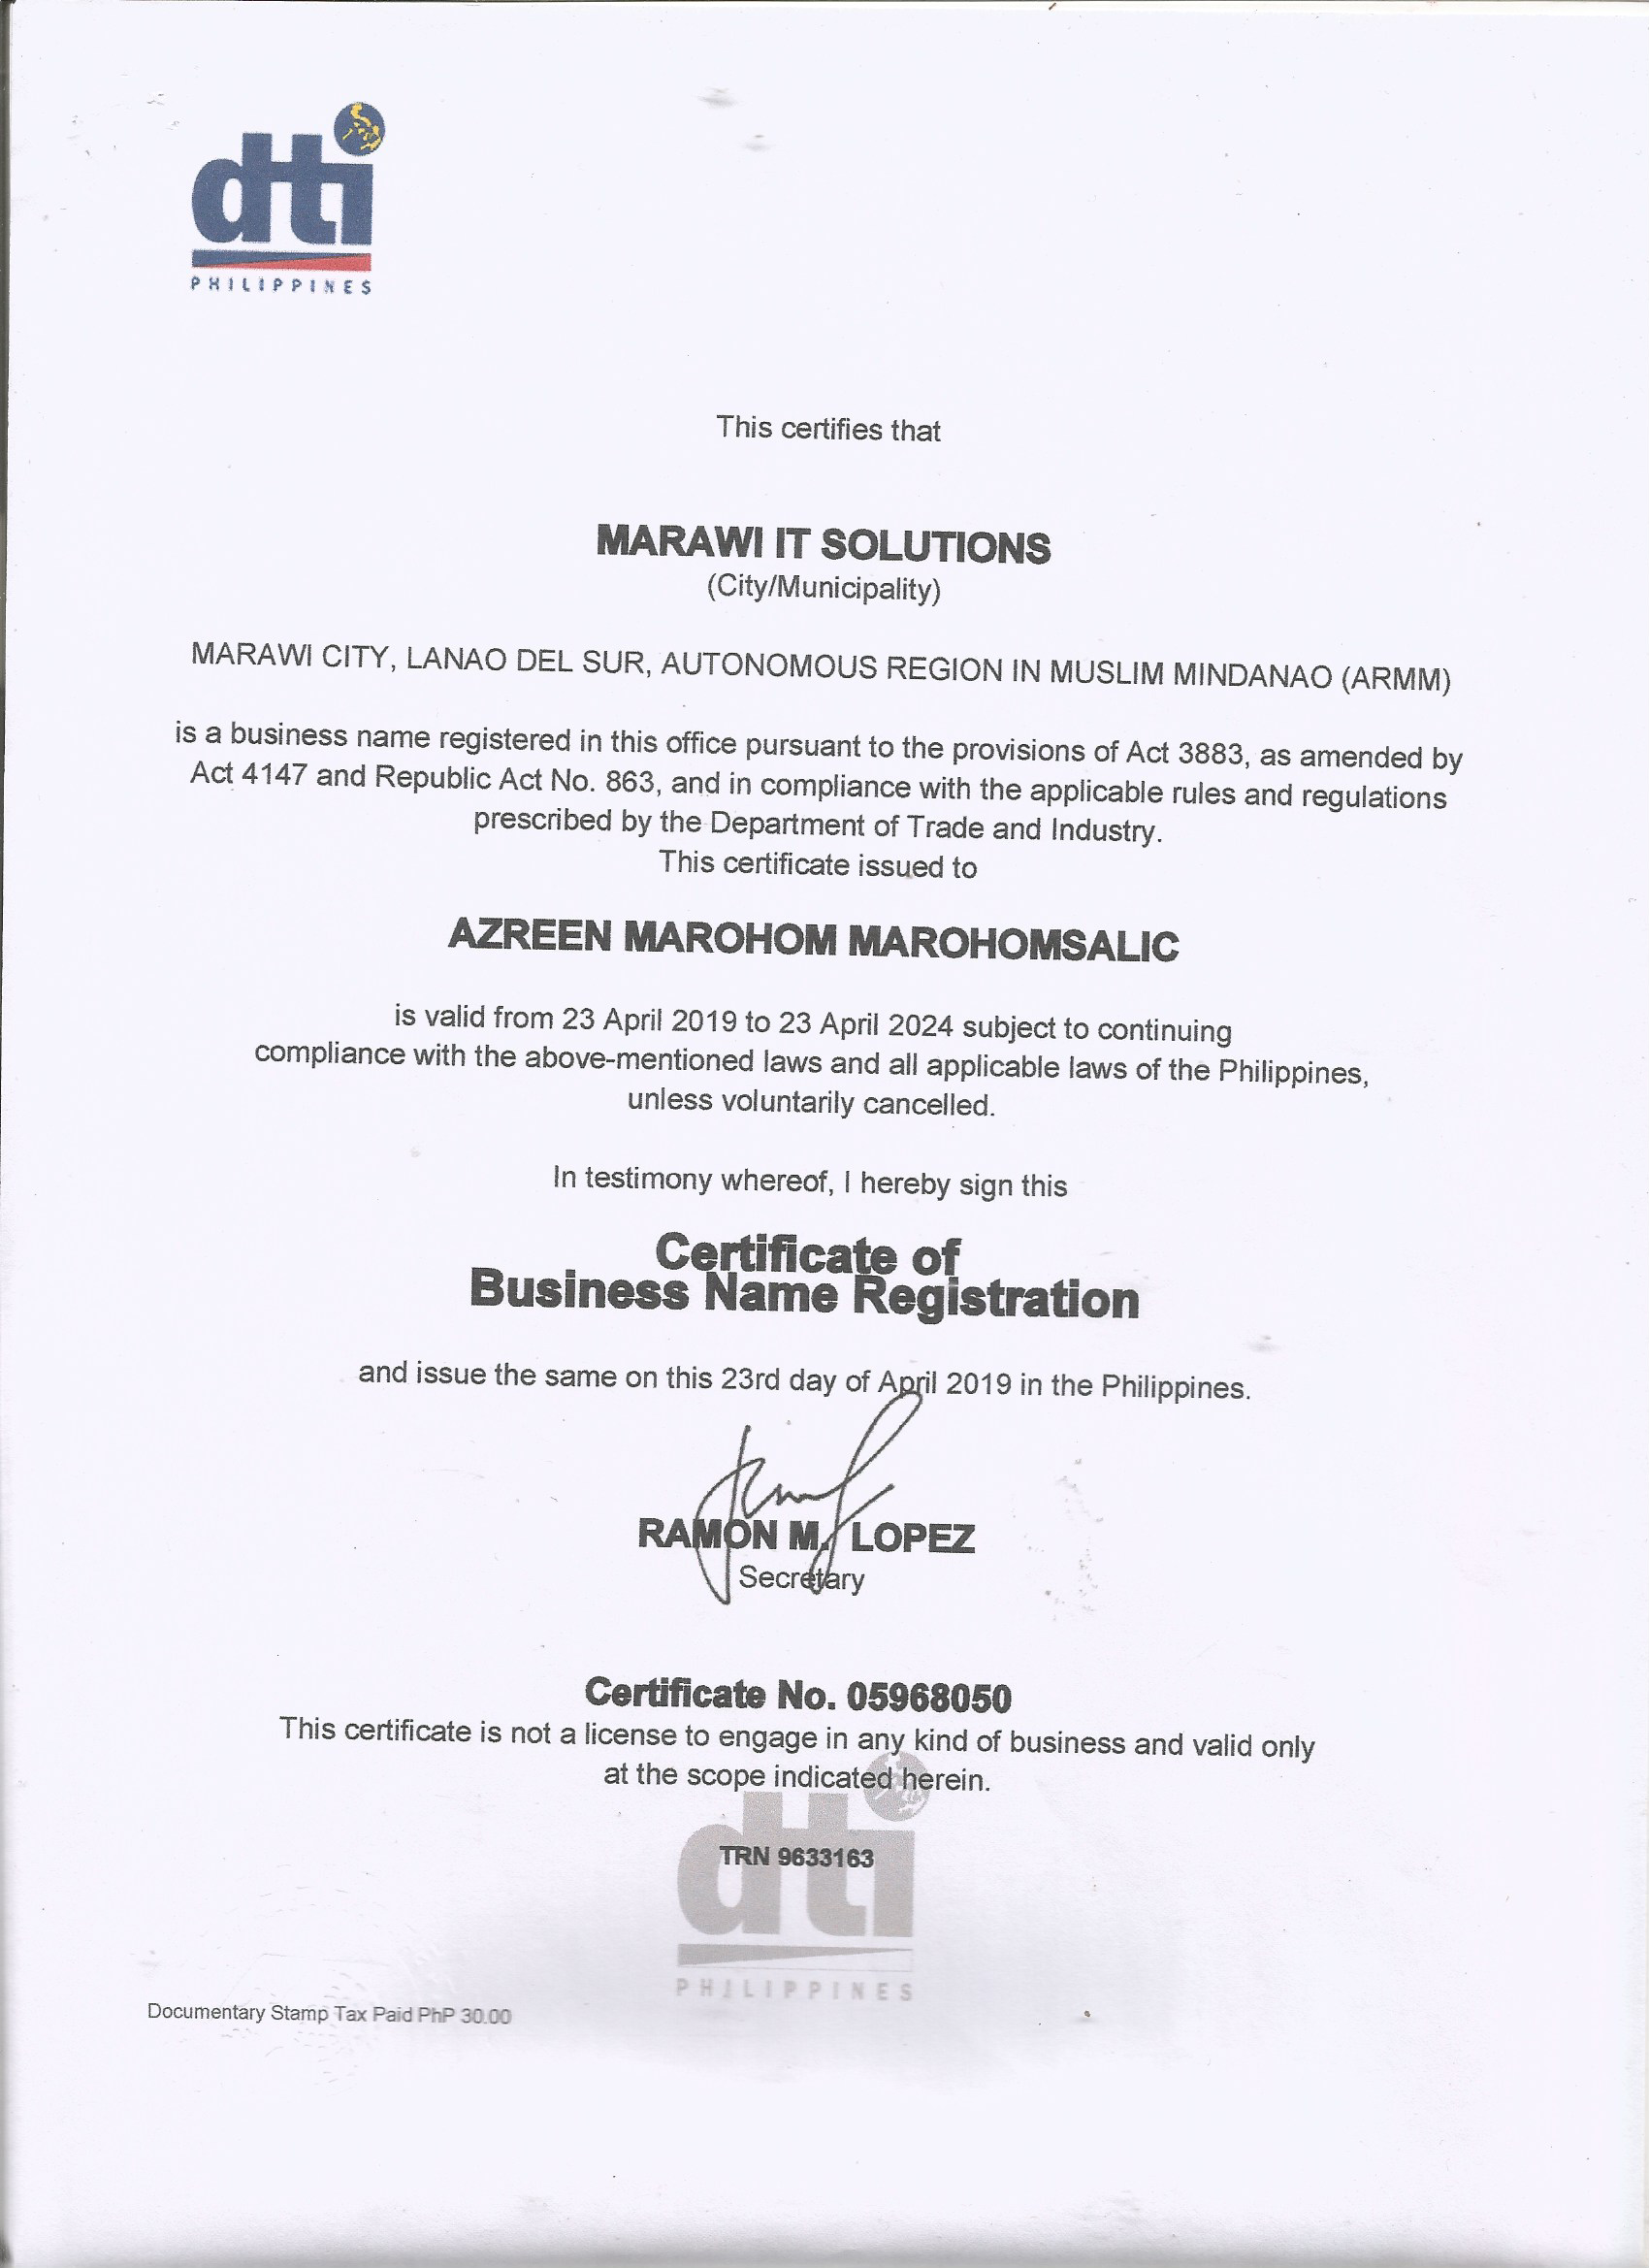 dti
PHILIPPINES
This certifies that
MARAWI IT SOLUTIONS
(City/Municipality)
MARAWI CITY, LANAO DEL SUR, AUTONOMOUS REGION IN MUSLIM MINDANAO (ARMM)
is a business name registered in this office pursuant to the provisions of Act 3883, as amended by
Act 4147 and Republic Act No. 863, and in compliance with the applicable rules and regulations
prescribed by the Department of Trade and Industry.
This certificate issued to
AZREEN MAROHOM MAROHOMSALIC
is valid from 23 April 2019 to 23 April 2024 subject to continuing
compliance with the above-mentioned laws and all applicable laws of the Philippines,
unless voluntarily cancelled.
In testimony whereof, I hereby sign this
Certificate of
Business Name Registration
and issue the same on this 23rd day of April 2019 in the Philippines.
RAMON M. LOPEZ
Secretary
Certificate No. 05968050
This certificate is not a license to engage in any kind of business and valid only
at the scope indicated herein.
TRN 9633163
dti
PHILIPPINES
Documentary Stamp Tax Paid PhP 30.00